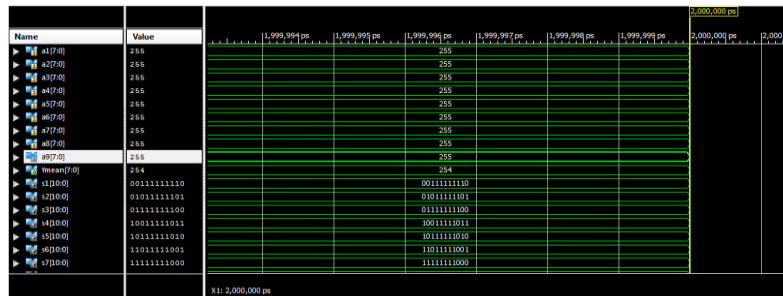 2,000,000 ps
Name Value
1,999,994 ps 1,999,995 ps 1,999,996 ps 1,999,997 ps 1,999,998 ps 1,999,999 ps 2,000,000 ps 2,000
a1[7:0] 255 255
a2[7:0] 255 255
a3[7:0] 255 255
a4[7:0] 255 255
a5[7:0] 255 255
a6[7:0] 255 255
a7[7:0] 255 255
a8[7:0] 255 255
a9[7:0] 255 255
Ymean[7:0] 254 254
s1[10:0] 00111111110 00111111110
s2[10:0] 01011111101 01011111101
s3[10:0] 01111111100 01111111100
s4[10:0] 10011111011 10011111011
s5[10:0] 10111111010 10111111010
s6[10:0] 11011111001 11011111001
s7[10:0] 11111111000 11111111000
X1: 2,000,000 ps